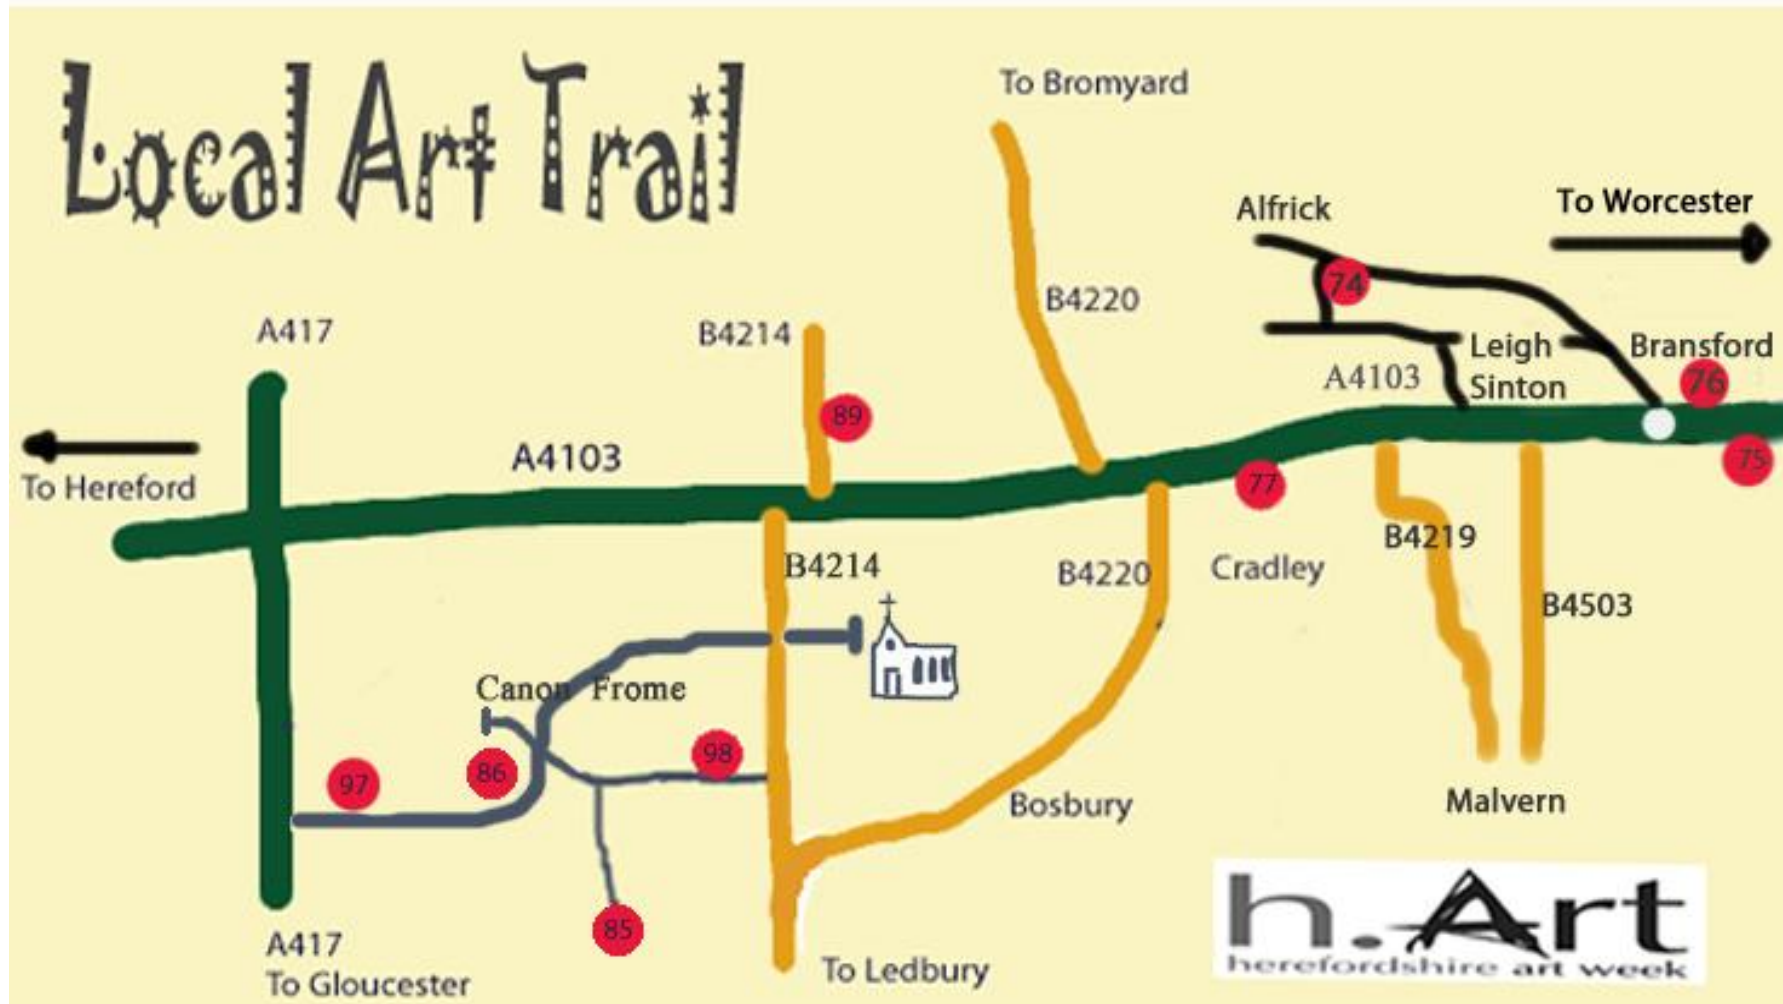 Local Art Trail
To Bromyard
Alfrick
To Worcester
74
B4220
A417
B4214
Leigh
Sinton
Bransford
A4103
76
89
To Hereford
A4103
75
77
B4214
B4220
Cradley
B4219
B4503
Canon Frome
98
86
97
Bosbury
Malvern
85
A417
To Gloucester
To Ledbury
h.Art
herefordshire art week